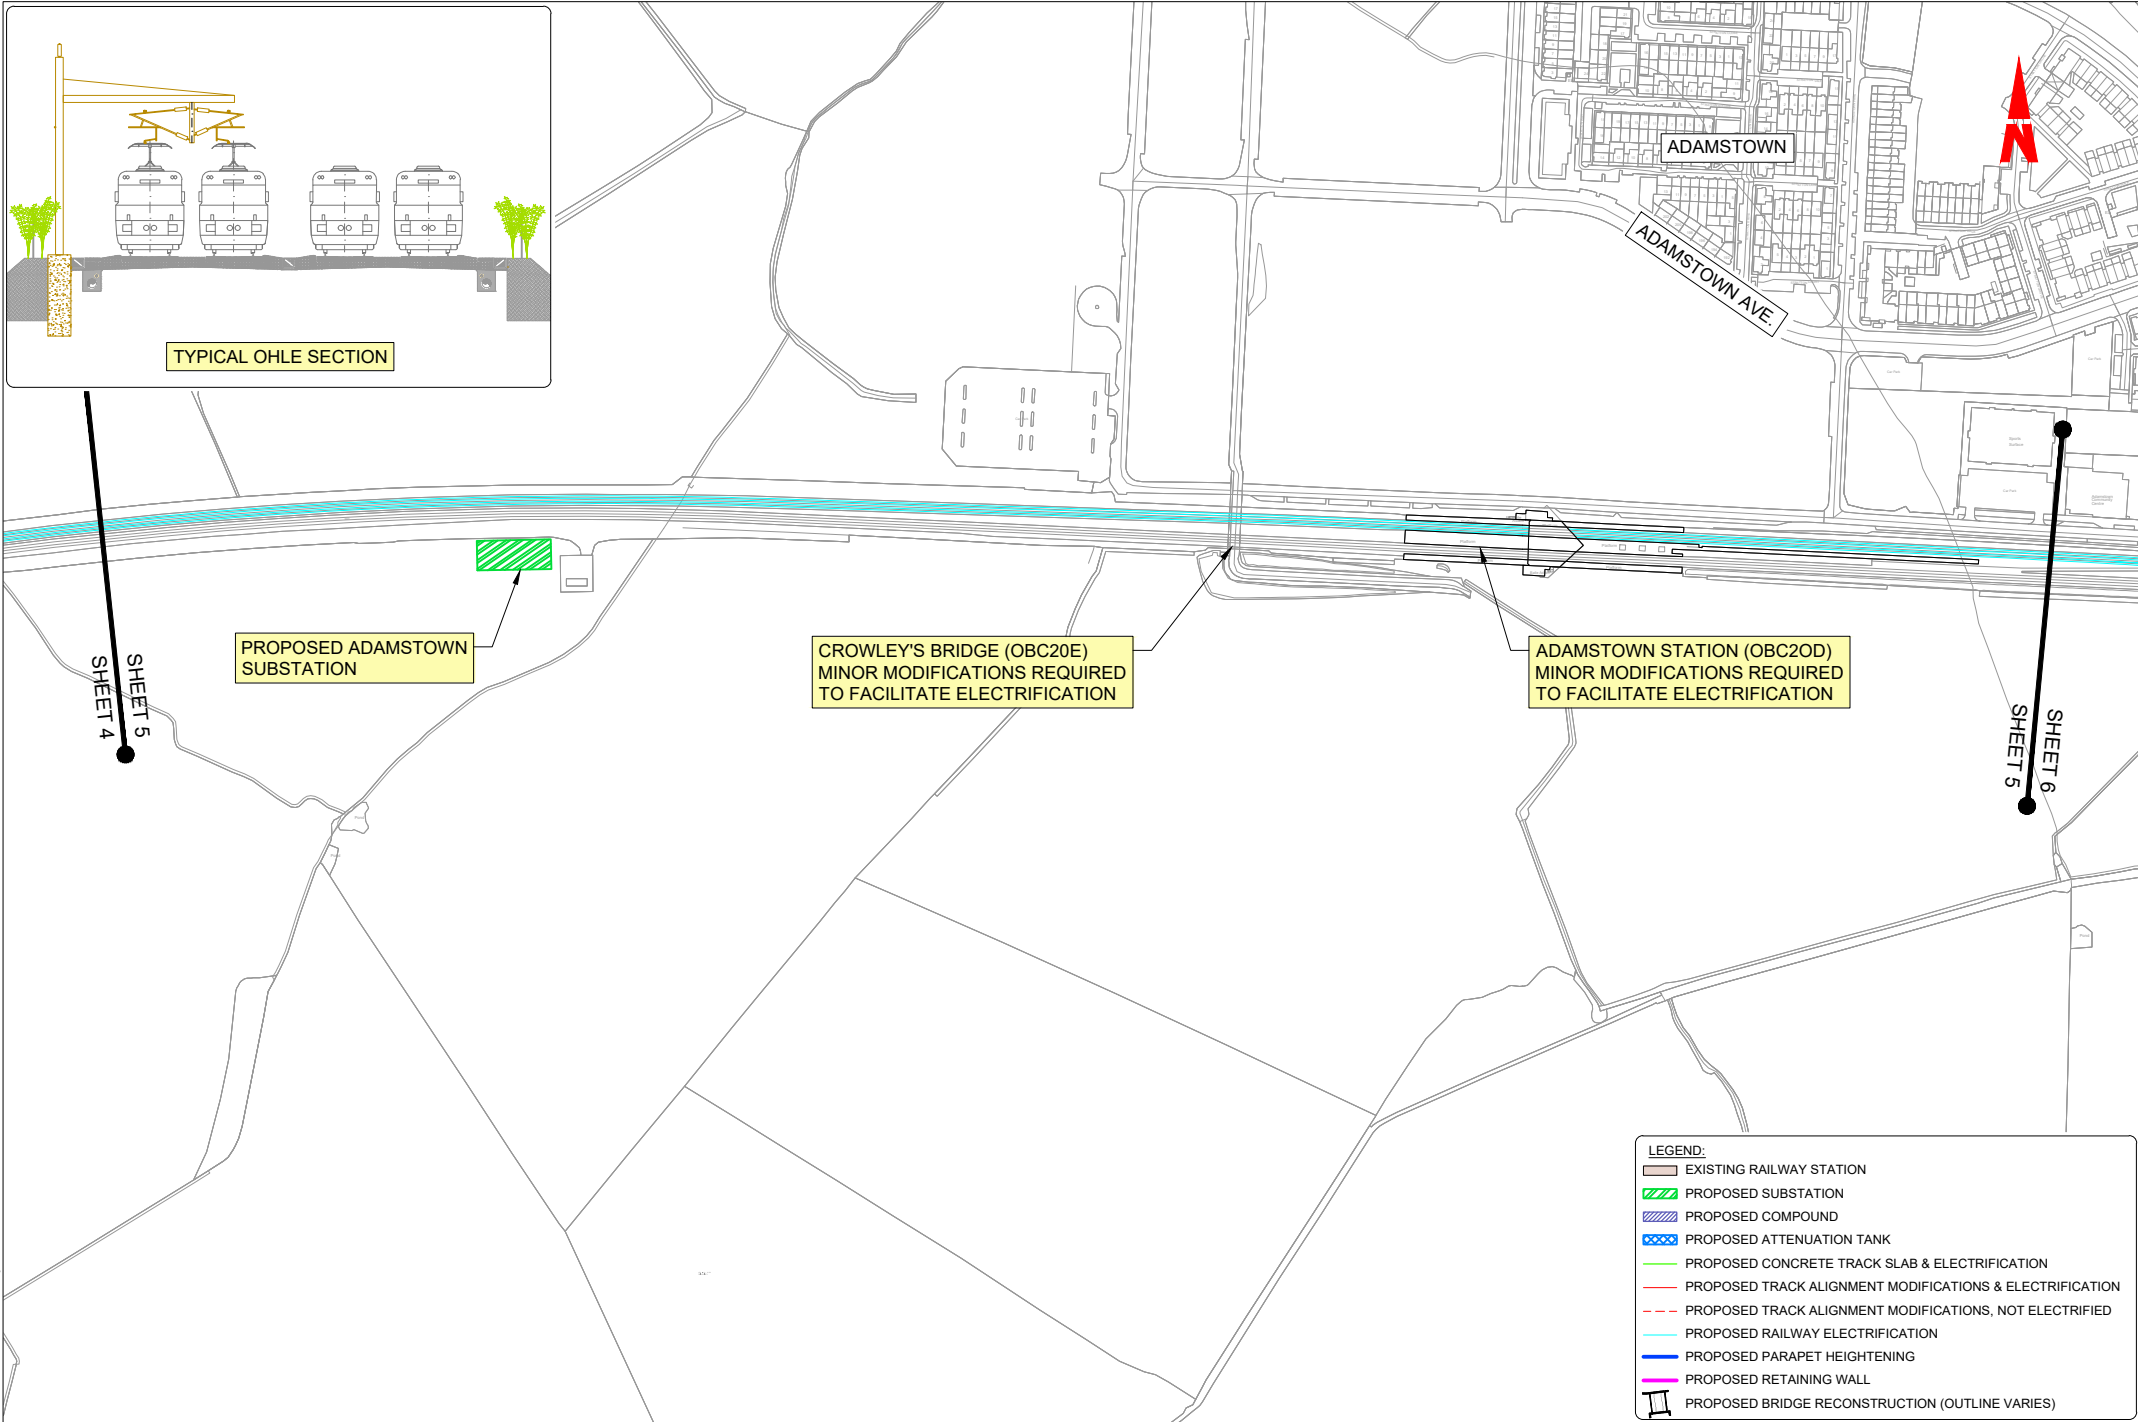 TYPICAL OHLE SECTION
ADAMSTOWN
ADAMSTOWN AVE.
N
PROPOSED ADAMSTOWN
SUBSTATION
CROWLEY'S BRIDGE (OBC20E)
MINOR MODIFICATIONS REQUIRED
TO FACILITATE ELECTRIFICATION
ADAMSTOWN STATION (OBC2OD)
MINOR MODIFICATIONS REQUIRED
TO FACILITATE ELECTRIFICATION
SHEET 5
SHEET 4
SHEET 6
SHEET 5
LEGEND:
EXISTING RAILWAY STATION
PROPOSED SUBSTATION
PROPOSED COMPOUND
PROPOSED ATTENUATION TANK
PROPOSED CONCRETE TRACK SLAB & ELECTRIFICATION
PROPOSED TRACK ALIGNMENT MODIFICATIONS & ELECTRIFICATION
PROPOSED TRACK ALIGNMENT MODIFICATIONS, NOT ELECTRIFIED
PROPOSED RAILWAY ELECTRIFICATION
PROPOSED PARAPET HEIGHTENING
PROPOSED RETAINING WALL
PROPOSED BRIDGE RECONSTRUCTION (OUTLINE VARIES)